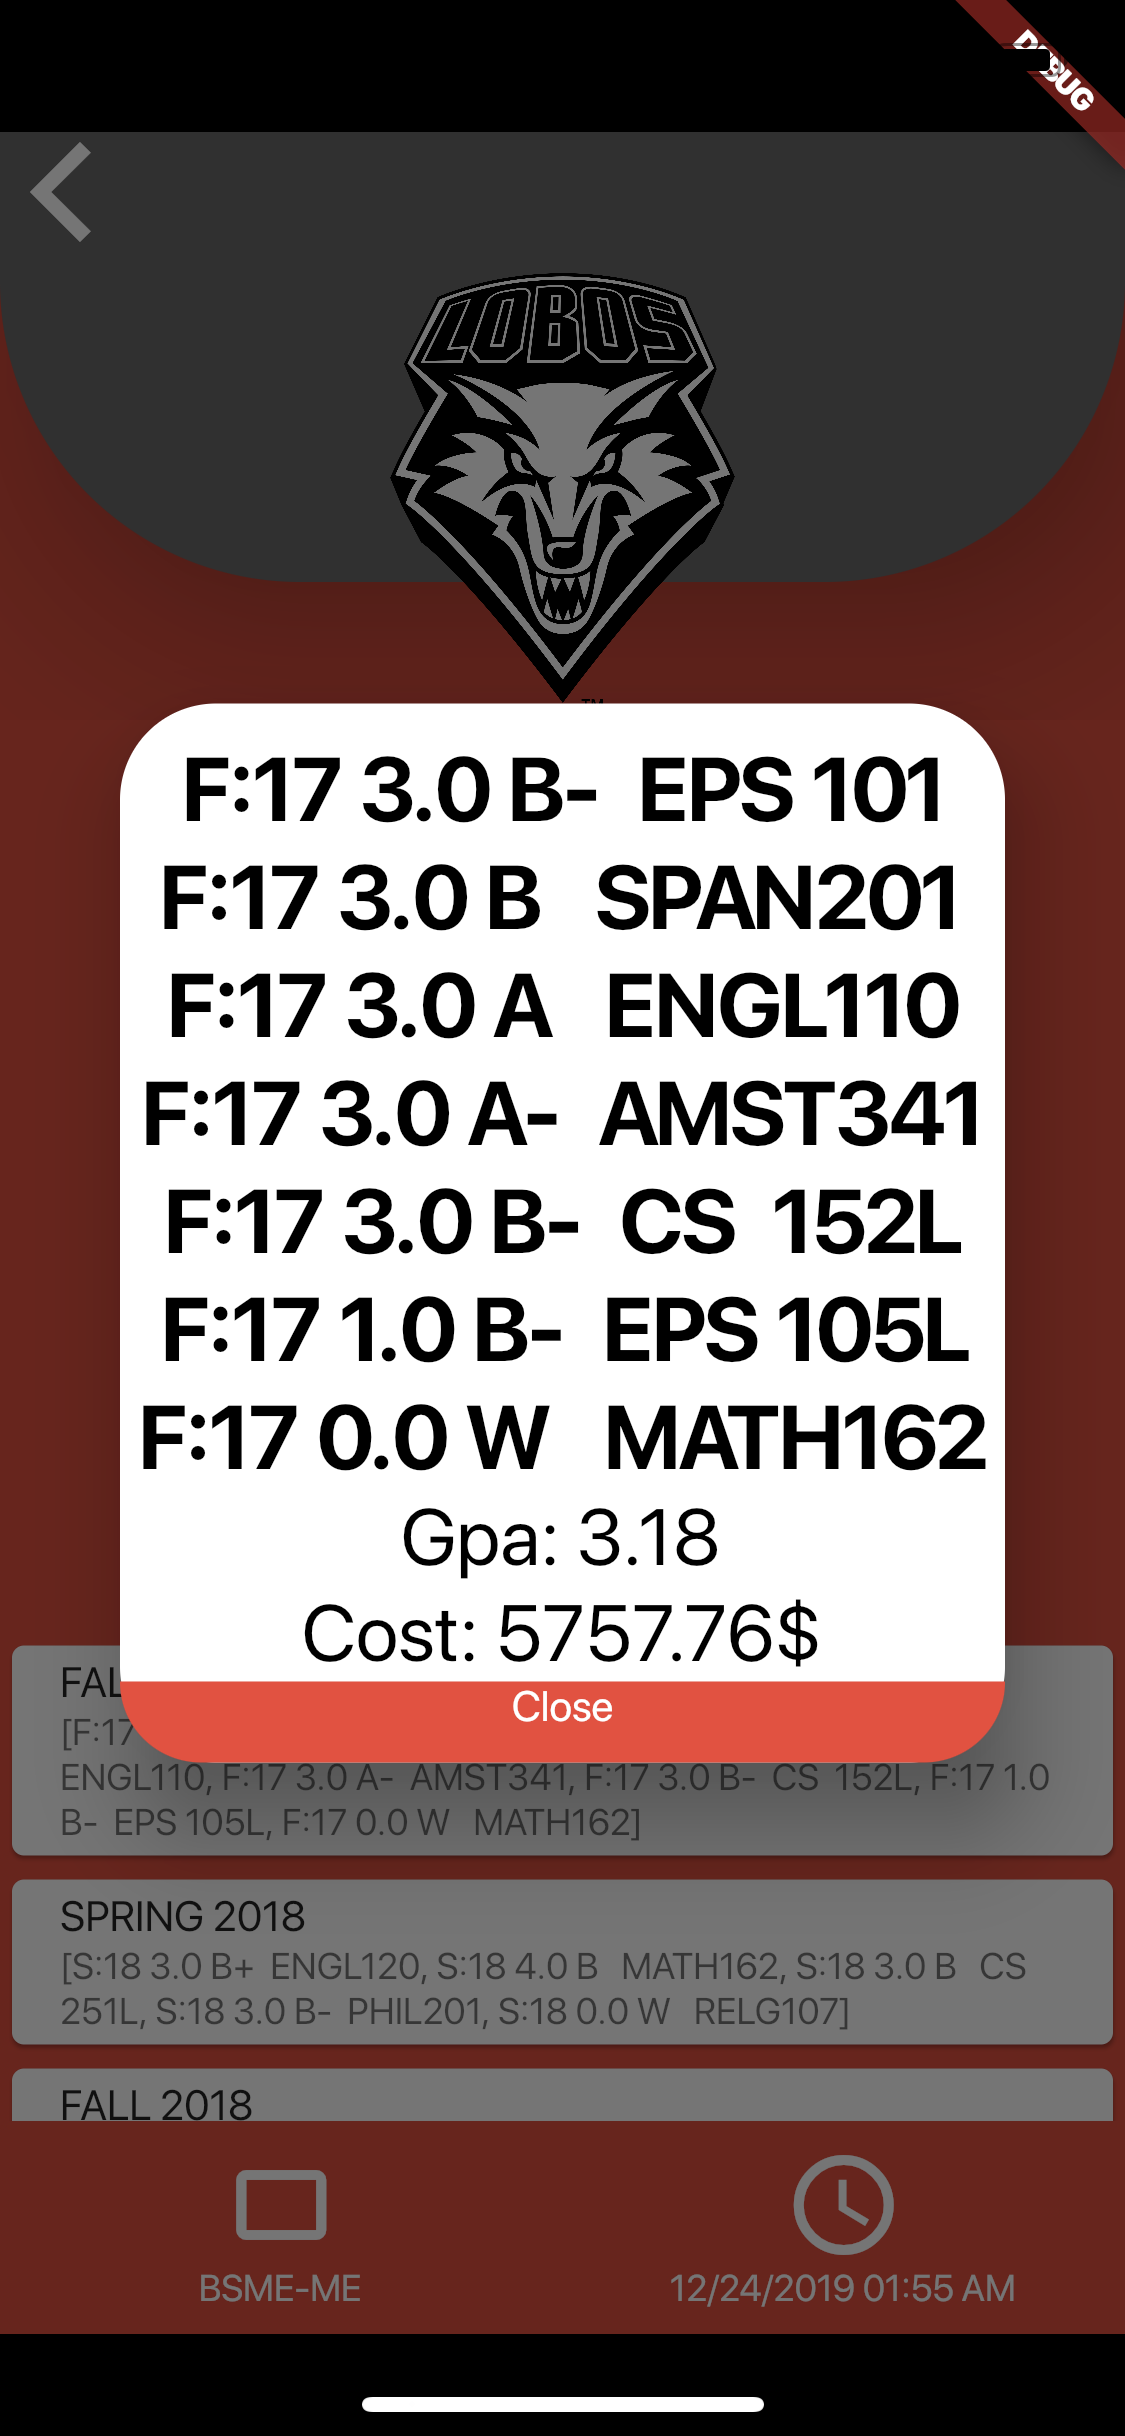 DEBUG
LOBOS
TM
F:17 3.0 B-  EPS 101
F:17 3.0 B   SPAN201
F:17 3.0 A   ENGL110
F:17 3.0 A-  AMST341
F:17 3.0 B-  CS  152L
F:17 1.0 B-  EPS 105L
F:17 0.0 W   MATH162
Gpa: 3.18
Cost: 5757.76$
Close
FAL
[F:17
ENGL110, F:17 3.0 A-  AMST341, F:17 3.0 B-  CS  152L, F:17 1.0
B-  EPS 105L, F:17 0.0 W   MATH162]
SPRING 2018
[S:18 3.0 B+  ENGL120, S:18 4.0 B   MATH162, S:18 3.0 B   CS
251L, S:18 3.0 B-  PHIL201, S:18 0.0 W   RELG107]
FALL 2018
BSME-ME
12/24/2019 01:55 AM